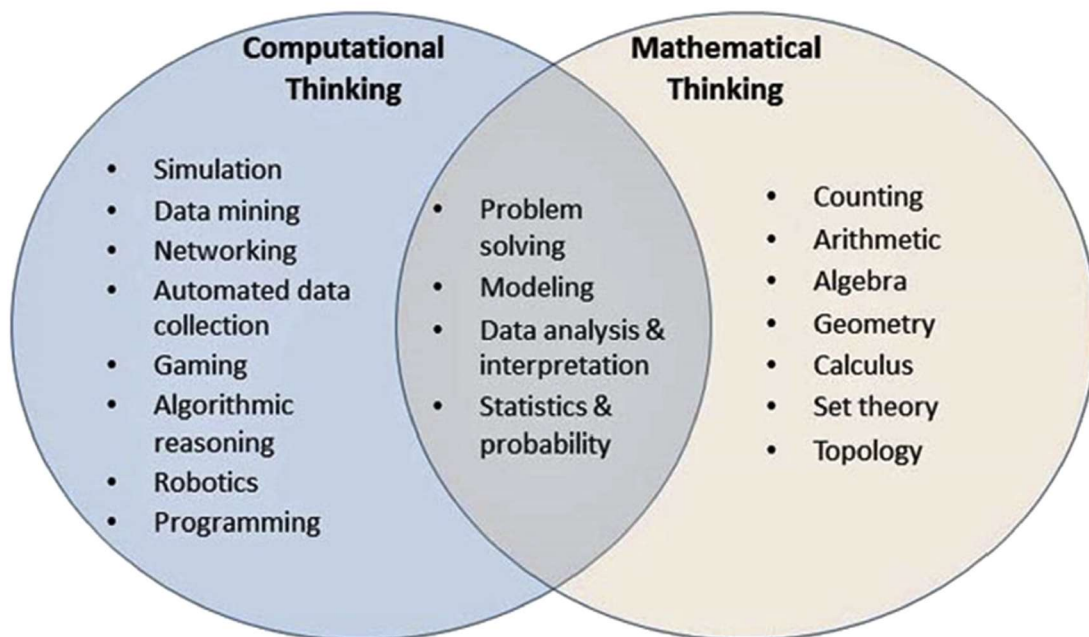 Computational
Thinking
• Simulation
• Data mining
• Networking
• Automated data
collection
• Gaming
• Algorithmic
reasoning
• Robotics
• Programming
• Problem
solving
• Modeling
• Data analysis &
interpretation
• Statistics &
probability
Mathematical
Thinking
• Counting
• Arithmetic
• Algebra
• Geometry
• Calculus
• Set theory
• Topology